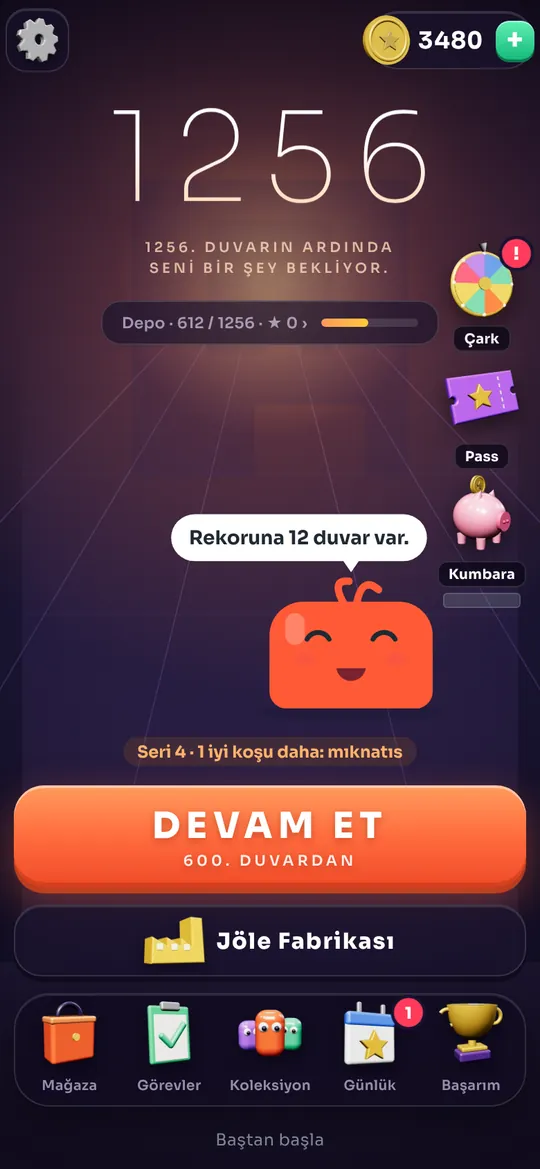 3480
+
1256
1256. DUVARIN ARDINDA
SENİ BİR ŞEY BEKLİYOR.
!
Depo · 612 / 1256 · ★ 0 ›
Çark
Pass
Rekoruna 12 duvar var.
Kumbara
Seri 4 · 1 iyi koşu daha: mıknatıs
DEVAM ET
600. DUVARDAN
Jöle Fabrikası
1
Mağaza
Görevler
Koleksiyon
Günlük
Başarım
Baştan başla